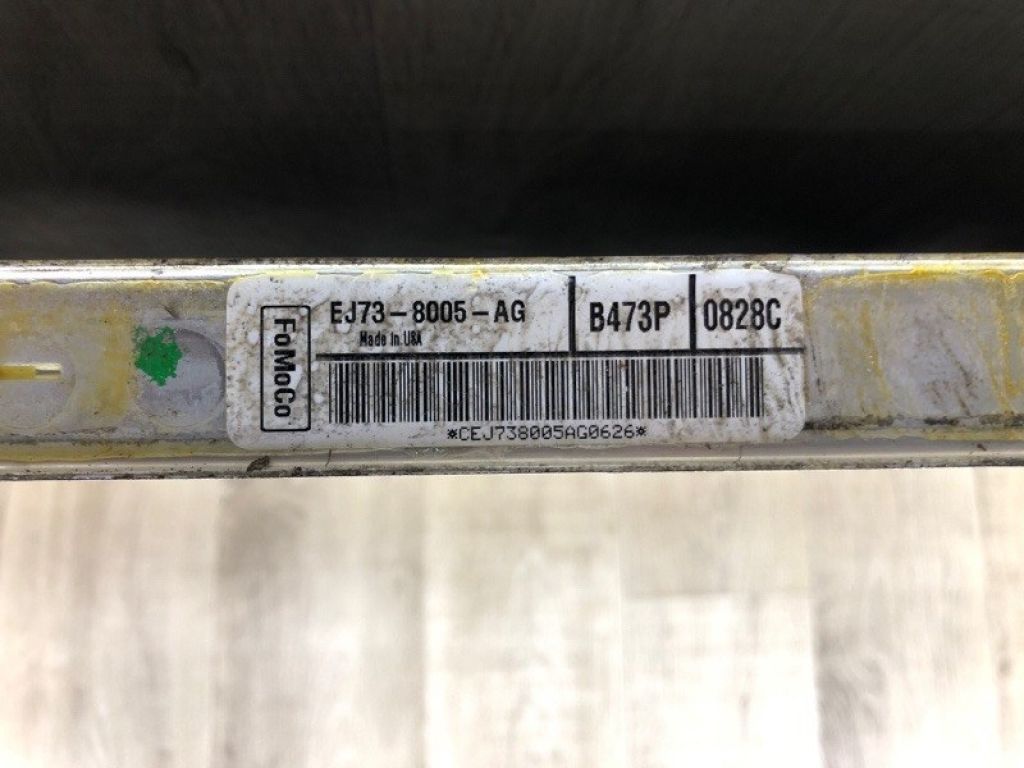 FoMoCo
EJ73-8005-AG
Made in USA
B473P
0828C
*CEJ738005AG0626*